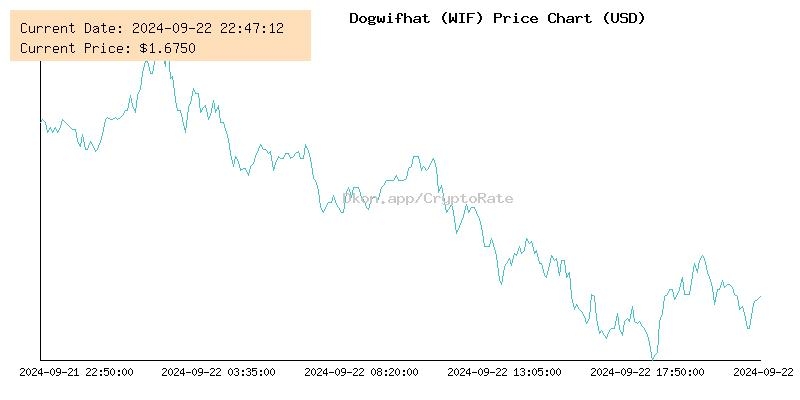 Dogwifhat (WIF) Price Chart (USD)
Current Date: 2024-09-22 22:47:12
Current Price: $1.6750
Dkon.app/CryptoRate
2024-09-21 22:50:00
2024-09-22 03:35:00
2024-09-22 08:20:00
2024-09-22 13:05:00
2024-09-22 17:50:00
2024-09-22